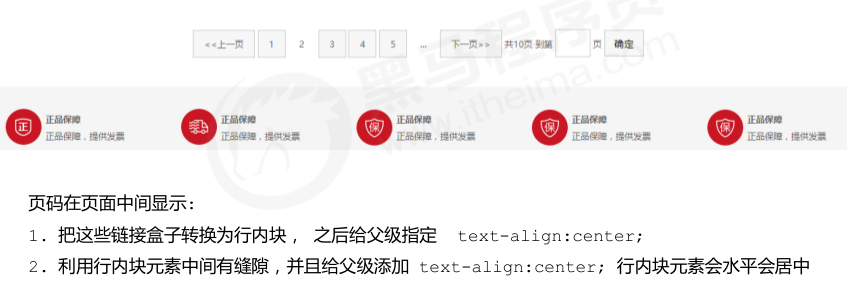 <<上一页 1 2 3 4 5 ... 下一页>> 共10页 到第 页 确定
正 正品保障 正品保障 保 正品保障 保 正品保障 保 正品保障
正品保障，提供发票 正品保障，提供发票 正品保障，提供发票 正品保障，提供发票 正品保障，提供发票
黑马程序员
www.itheima.com
页码在页面中间显示:
1. 把这些链接盒子转换为行内块， 之后给父级指定 text-align:center;
2. 利用行内块元素中间有缝隙，并且给父级添加 text-align:center; 行内块元素会水平会居中